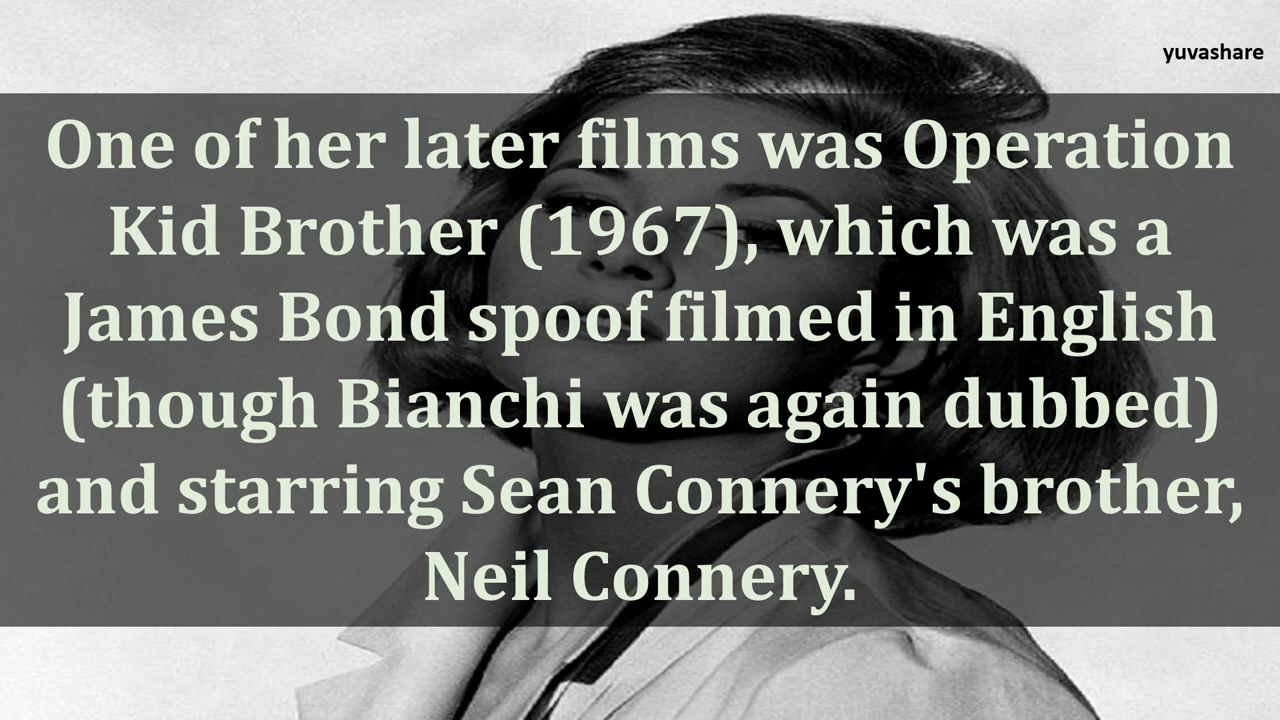 yuvashare
One of her later films was Operation
Kid Brother (1967), which was a
James Bond spoof filmed in English
(though Bianchi was again dubbed)
and starring Sean Connery's brother,
Neil Connery.